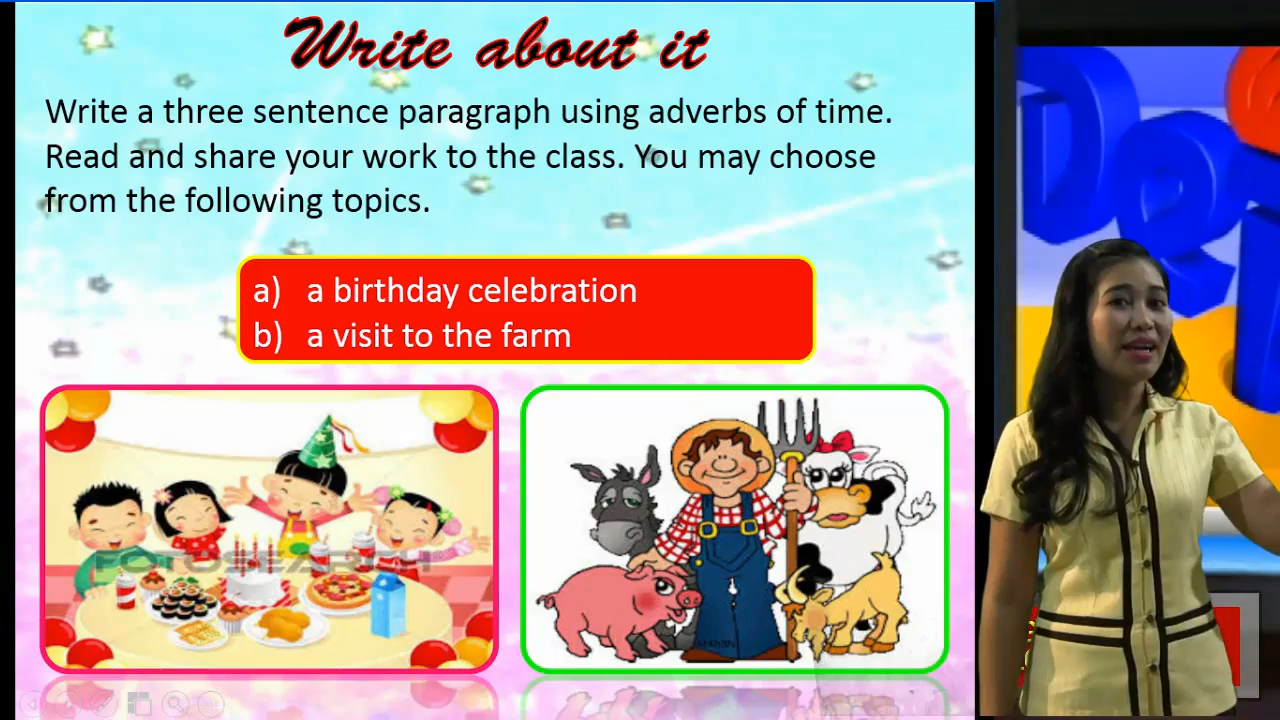 Write about it
Write a three sentence paragraph using adverbs of time.
Read and share your work to the class. You may choose
from the following topics.
a) a birthday celebration
b) a visit to the farm
FOTOSEARCH